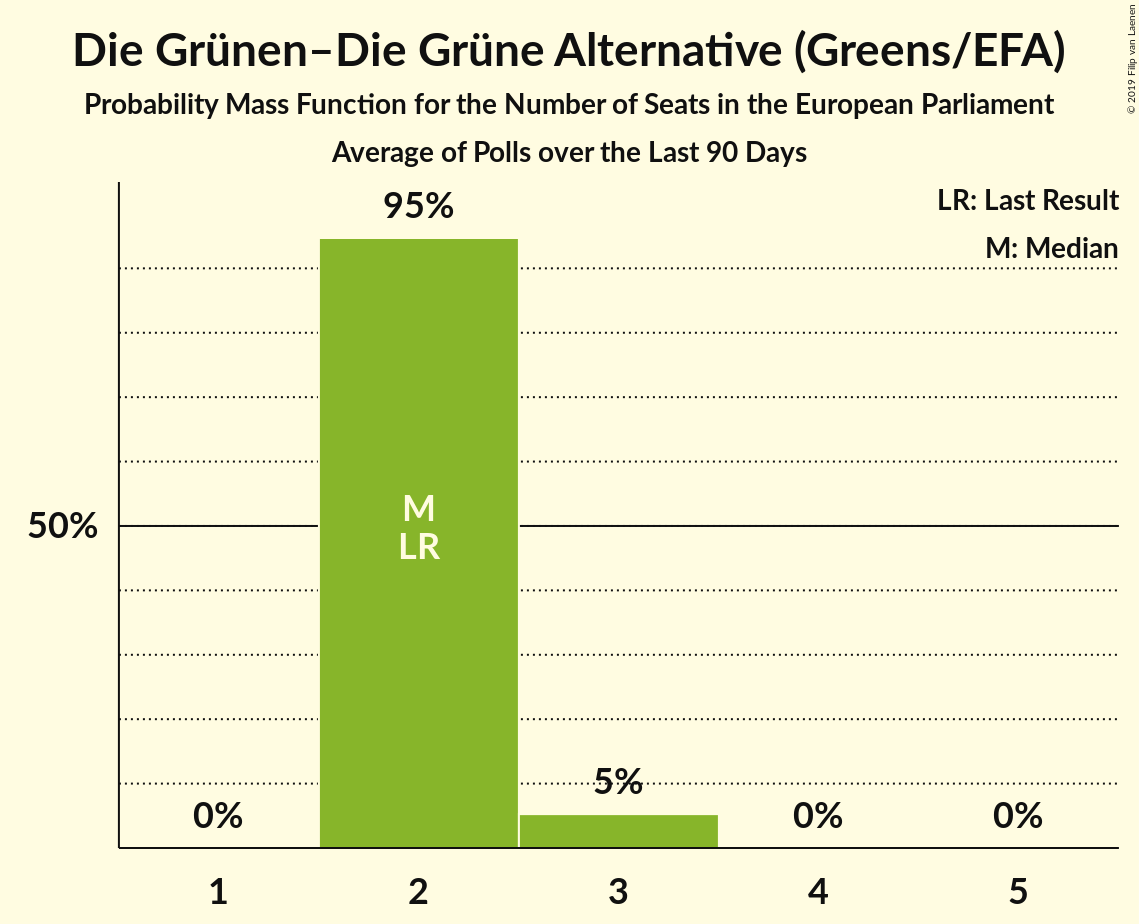 Die Grünen–Die Grüne Alternative (Greens/EFA)
Probability Mass Function for the Number of Seats in the European Parliament
Average of Polls over the Last 90 Days
© 2019 Filip van Laenen
LR: Last Result
M: Median
95%
M
LR
50%
5%
0%
0%
0%
1
2
3
4
5